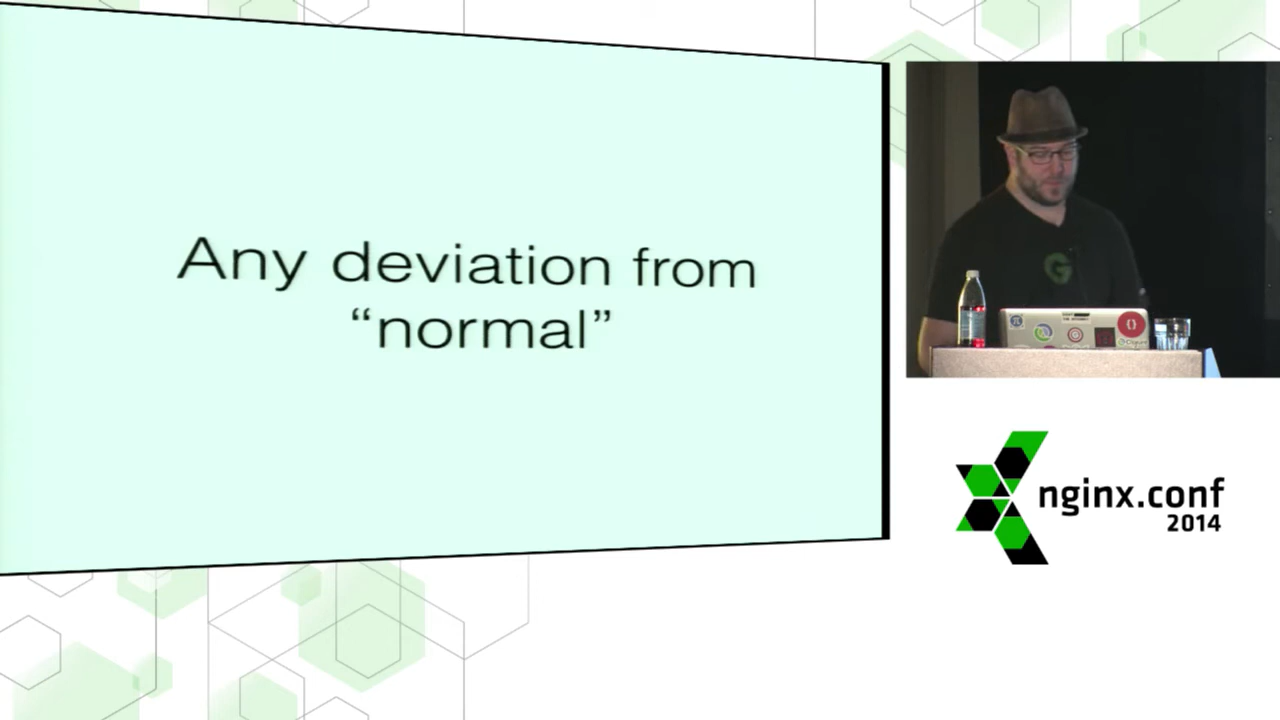 Any deviation from
“normal”
G
nginx.conf
2014